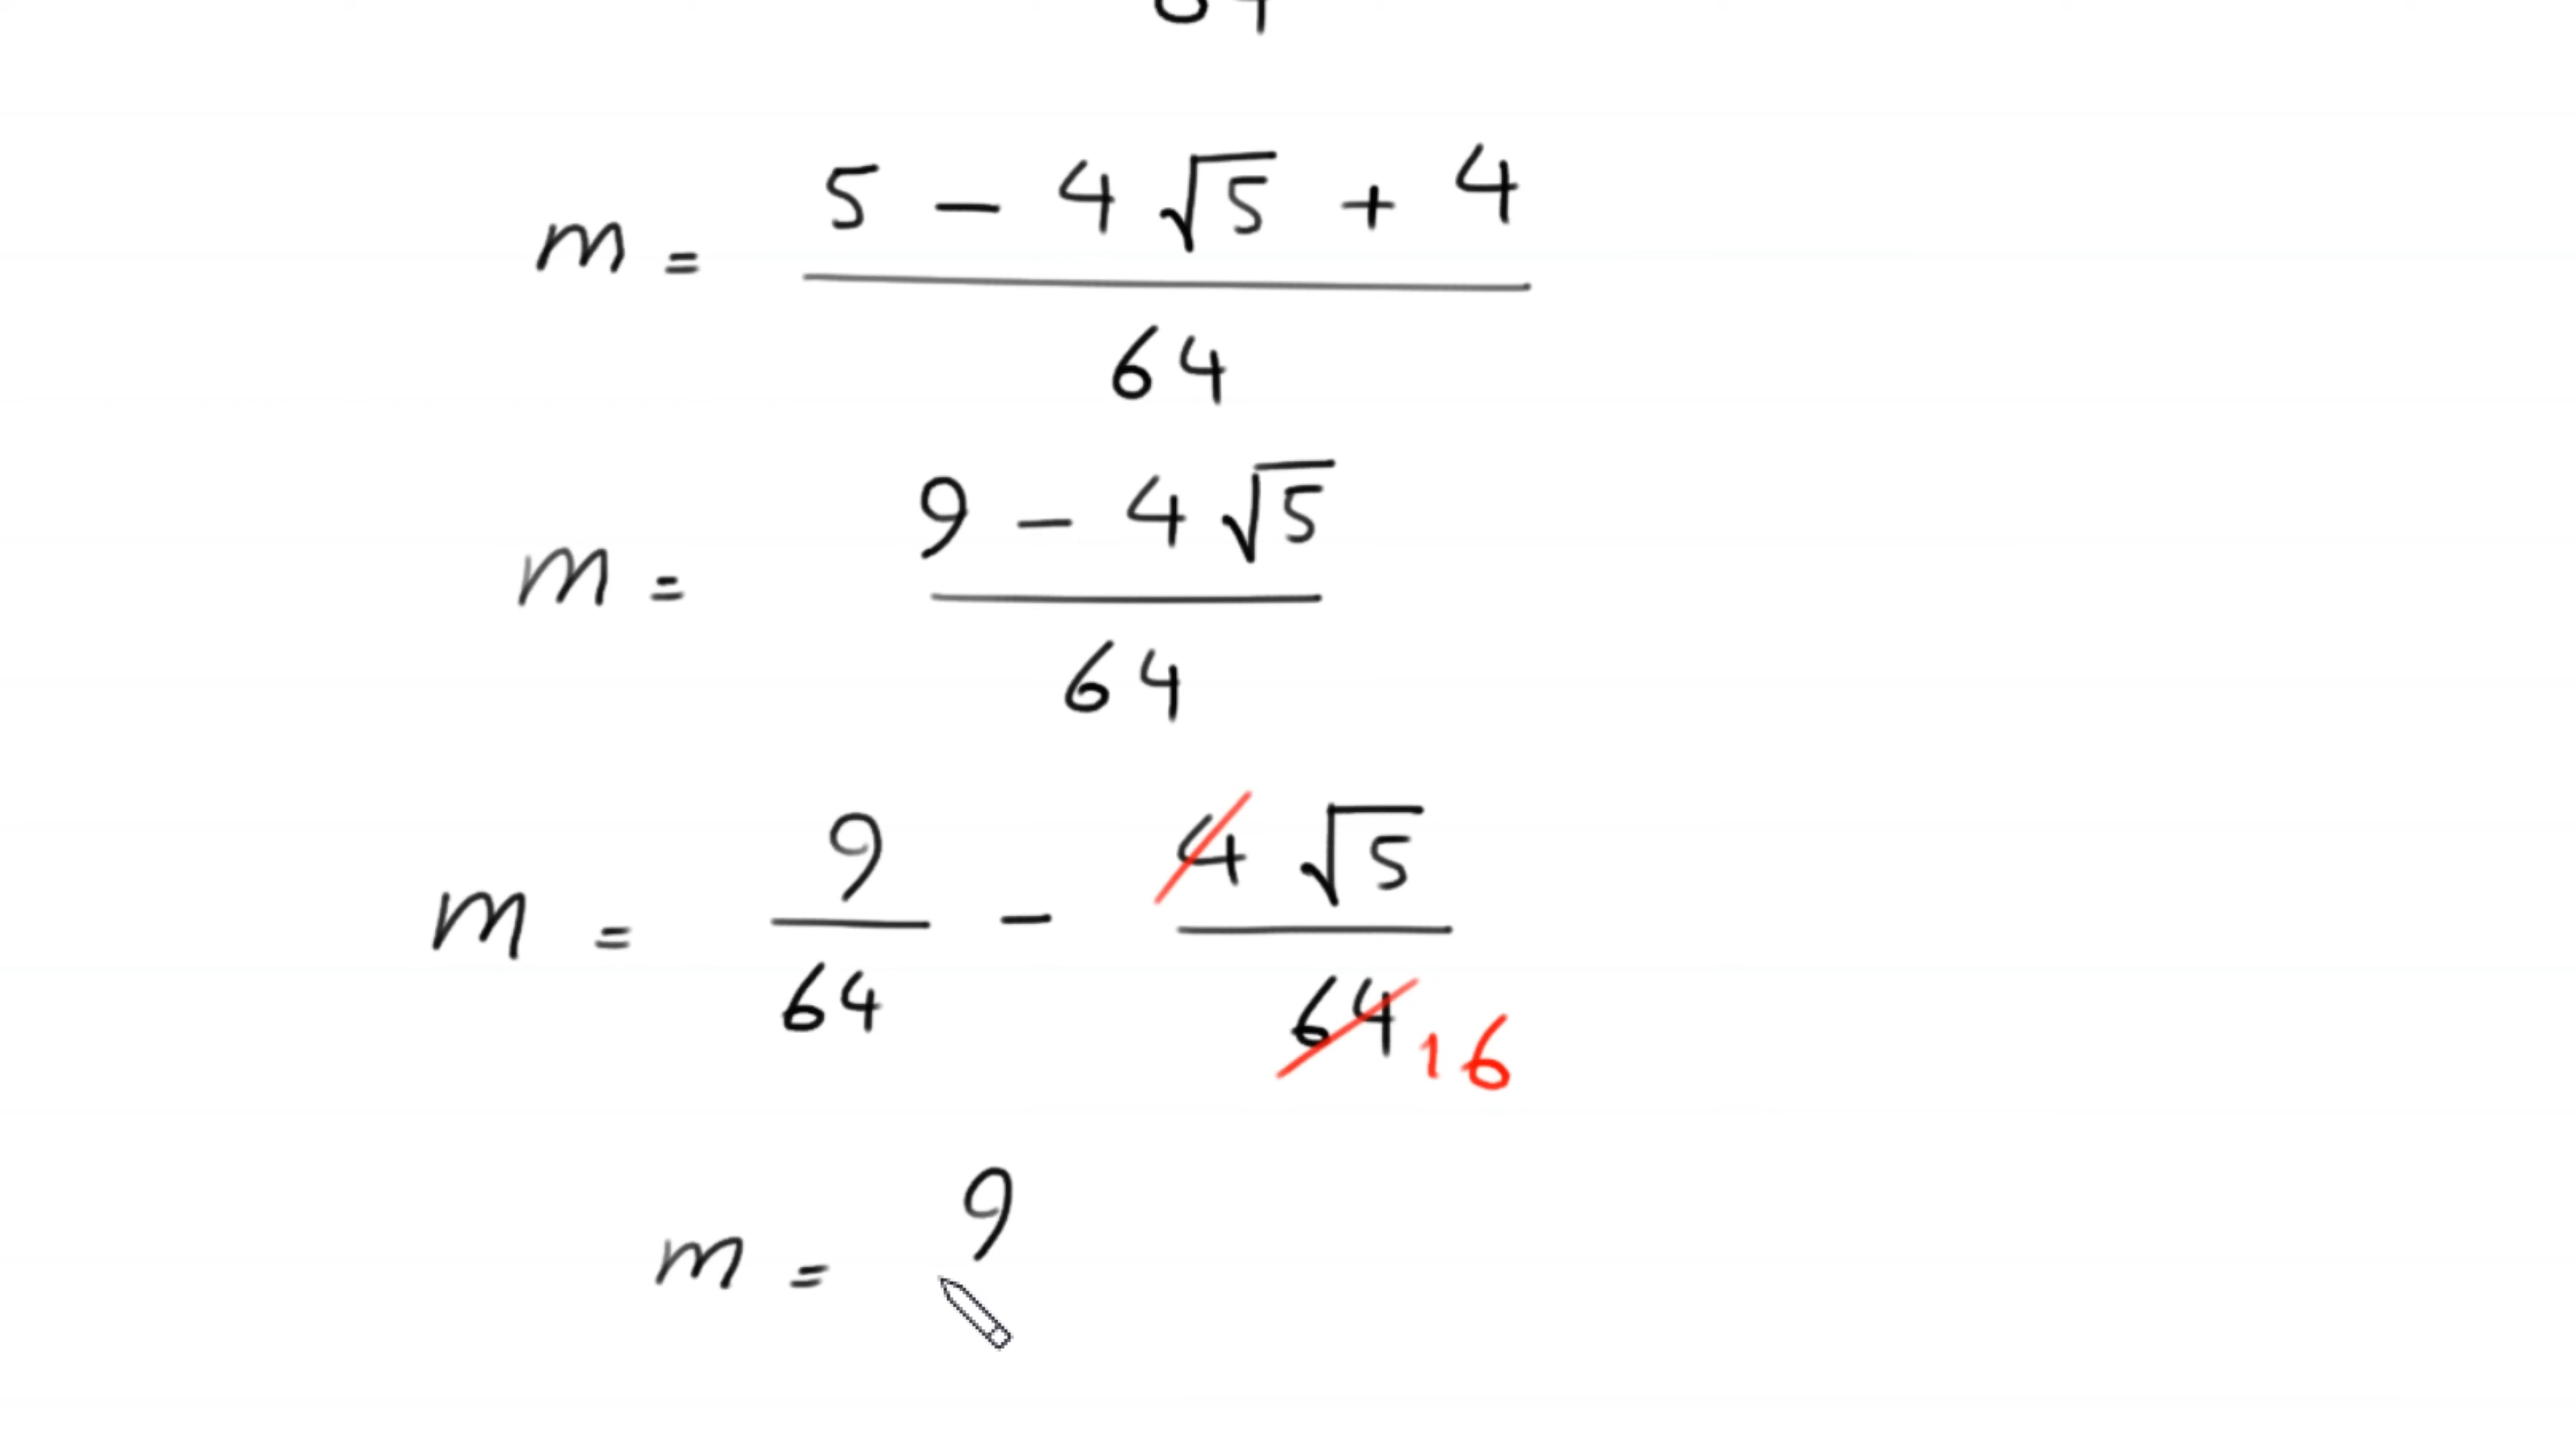 m = 5 - 4 √5 + 4
64
m = 9 - 4 √5
64
m = 9 - 4 √5
64 64 16
m = 9